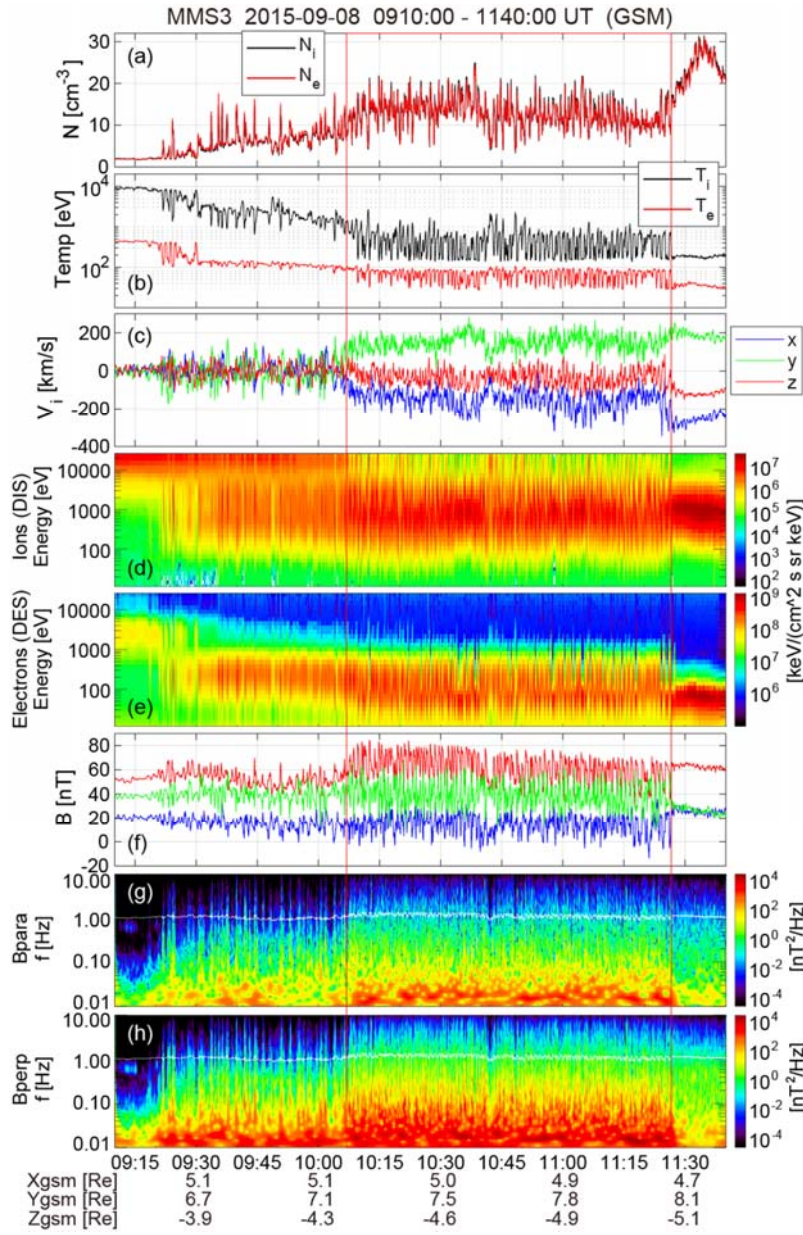 MMS3 2015-09-08 0910:00 - 1140:00 UT (GSM)
(a)
N_i
N_e
N [cm^-3]
30
20
10
0
T_i
T_e
Temp [eV]
10^4
10^2
(b)
(c)
V_i [km/s]
200
0
-200
-400
x
y
z
Ions (DIS)
Energy [eV]
10000
1000
100
(d)
10^7
10^6
10^5
10^4
10^3
10^2
Electrons (DES)
Energy [eV]
10000
1000
100
(e)
10^9
10^8
10^7
10^6
[keV/(cm^2 s sr keV)]
B [nT]
80
60
40
20
0
-20
(f)
(g)
Bpara
f [Hz]
10.00
1.00
0.10
0.01
10^4
10^2
10^0
10^-2
10^-4
[nT^2/Hz]
(h)
Bperp
f [Hz]
10.00
1.00
0.10
0.01
10^4
10^2
10^0
10^-2
10^-4
[nT^2/Hz]
09:15 09:30 09:45 10:00 10:15 10:30 10:45 11:00 11:15 11:30
Xgsm [Re] 5.1 5.1 5.0 4.9 4.7
Ygsm [Re] 6.7 7.1 7.5 7.8 8.1
Zgsm [Re] -3.9 -4.3 -4.6 -4.9 -5.1